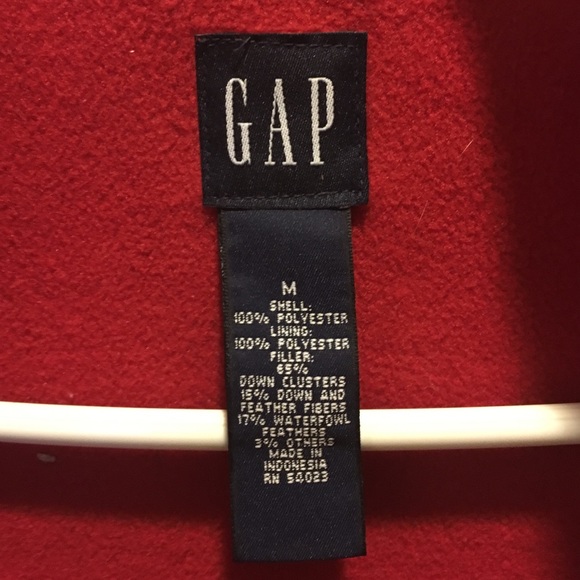 GAP
M
SHELL:
100% POLYESTER
LINING:
100% POLYESTER
FILLER:
65%
DOWN CLUSTERS
15% DOWN AND
FEATHER FIBERS
17% WATERFOWL
FEATHERS
3% OTHERS
MADE IN
INDONESIA
RN 54023